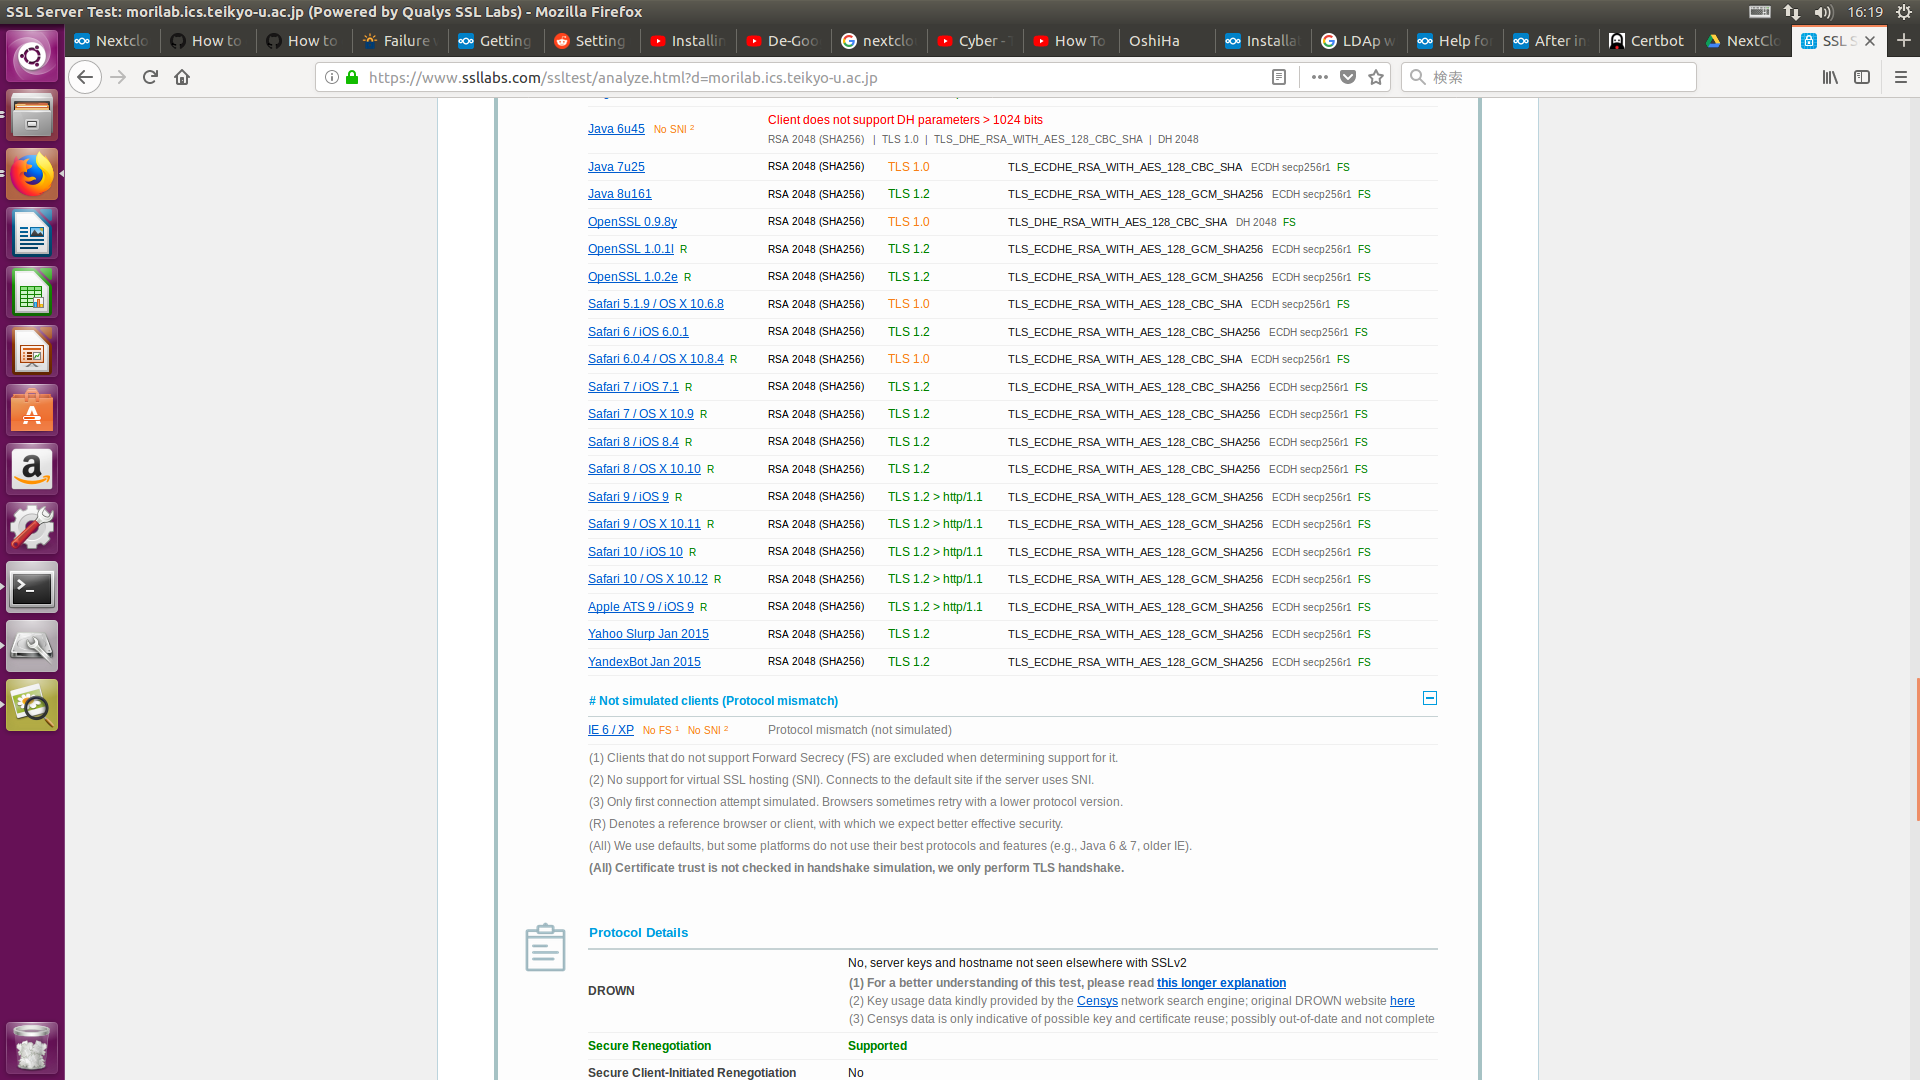 SSL Server Test: morilab.ics.teikyo-u.ac.jp (Powered by Qualys SSL Labs) - Mozilla Firefox
16:19
Nextclo
How to
How to
Failure
Getting
Setting
Installin
De-Goo
nextclo
Cyber -
How To
OshiHa
Installa
LDAp w
Help fo
After in
Certbot
NextClo
SSL S
https://www.ssllabs.com/ssltest/analyze.html?d=morilab.ics.teikyo-u.ac.jp
検索
Java 6u45 No SNI 2 Client does not support DH parameters > 1024 bits
RSA 2048 (SHA256) | TLS 1.0 | TLS_DHE_RSA_WITH_AES_128_CBC_SHA | DH 2048
Java 7u25 RSA 2048 (SHA256) TLS 1.0 TLS_ECDHE_RSA_WITH_AES_128_CBC_SHA ECDH secp256r1 FS
Java 8u161 RSA 2048 (SHA256) TLS 1.2 TLS_ECDHE_RSA_WITH_AES_128_GCM_SHA256 ECDH secp256r1 FS
OpenSSL 0.9.8y RSA 2048 (SHA256) TLS 1.0 TLS_DHE_RSA_WITH_AES_128_CBC_SHA DH 2048 FS
OpenSSL 1.0.1l R RSA 2048 (SHA256) TLS 1.2 TLS_ECDHE_RSA_WITH_AES_128_GCM_SHA256 ECDH secp256r1 FS
OpenSSL 1.0.2e R RSA 2048 (SHA256) TLS 1.2 TLS_ECDHE_RSA_WITH_AES_128_GCM_SHA256 ECDH secp256r1 FS
Safari 5.1.9 / OS X 10.6.8 RSA 2048 (SHA256) TLS 1.0 TLS_ECDHE_RSA_WITH_AES_128_CBC_SHA ECDH secp256r1 FS
Safari 6 / iOS 6.0.1 RSA 2048 (SHA256) TLS 1.2 TLS_ECDHE_RSA_WITH_AES_128_CBC_SHA256 ECDH secp256r1 FS
Safari 6.0.4 / OS X 10.8.4 R RSA 2048 (SHA256) TLS 1.0 TLS_ECDHE_RSA_WITH_AES_128_CBC_SHA ECDH secp256r1 FS
Safari 7 / iOS 7.1 R RSA 2048 (SHA256) TLS 1.2 TLS_ECDHE_RSA_WITH_AES_128_CBC_SHA256 ECDH secp256r1 FS
Safari 7 / OS X 10.9 R RSA 2048 (SHA256) TLS 1.2 TLS_ECDHE_RSA_WITH_AES_128_CBC_SHA256 ECDH secp256r1 FS
Safari 8 / iOS 8.4 R RSA 2048 (SHA256) TLS 1.2 TLS_ECDHE_RSA_WITH_AES_128_CBC_SHA256 ECDH secp256r1 FS
Safari 8 / OS X 10.10 R RSA 2048 (SHA256) TLS 1.2 TLS_ECDHE_RSA_WITH_AES_128_CBC_SHA256 ECDH secp256r1 FS
Safari 9 / iOS 9 R RSA 2048 (SHA256) TLS 1.2 > http/1.1 TLS_ECDHE_RSA_WITH_AES_128_GCM_SHA256 ECDH secp256r1 FS
Safari 9 / OS X 10.11 R RSA 2048 (SHA256) TLS 1.2 > http/1.1 TLS_ECDHE_RSA_WITH_AES_128_GCM_SHA256 ECDH secp256r1 FS
Safari 10 / iOS 10 R RSA 2048 (SHA256) TLS 1.2 > http/1.1 TLS_ECDHE_RSA_WITH_AES_128_GCM_SHA256 ECDH secp256r1 FS
Safari 10 / OS X 10.12 R RSA 2048 (SHA256) TLS 1.2 > http/1.1 TLS_ECDHE_RSA_WITH_AES_128_GCM_SHA256 ECDH secp256r1 FS
Apple ATS 9 / iOS 9 R RSA 2048 (SHA256) TLS 1.2 > http/1.1 TLS_ECDHE_RSA_WITH_AES_128_GCM_SHA256 ECDH secp256r1 FS
Yahoo Slurp Jan 2015 RSA 2048 (SHA256) TLS 1.2 TLS_ECDHE_RSA_WITH_AES_128_GCM_SHA256 ECDH secp256r1 FS
YandexBot Jan 2015 RSA 2048 (SHA256) TLS 1.2 TLS_ECDHE_RSA_WITH_AES_128_GCM_SHA256 ECDH secp256r1 FS
# Not simulated clients (Protocol mismatch)
IE 6 / XP No FS 1 No SNI 2 Protocol mismatch (not simulated)
(1) Clients that do not support Forward Secrecy (FS) are excluded when determining support for it.
(2) No support for virtual SSL hosting (SNI). Connects to the default site if the server uses SNI.
(3) Only first connection attempt simulated. Browsers sometimes retry with a lower protocol version.
(R) Denotes a reference browser or client, with which we expect better effective security.
(All) We use defaults, but some platforms do not use their best protocols and features (e.g., Java 6 & 7, older IE).
(All) Certificate trust is not checked in handshake simulation, we only perform TLS handshake.
Protocol Details
DROWN
No, server keys and hostname not seen elsewhere with SSLv2
(1) For a better understanding of this test, please read this longer explanation
(2) Key usage data kindly provided by the Censys network search engine; original DROWN website here
(3) Censys data is only indicative of possible key and certificate reuse; possibly out-of-date and not complete
Secure Renegotiation Supported
Secure Client-Initiated Renegotiation No